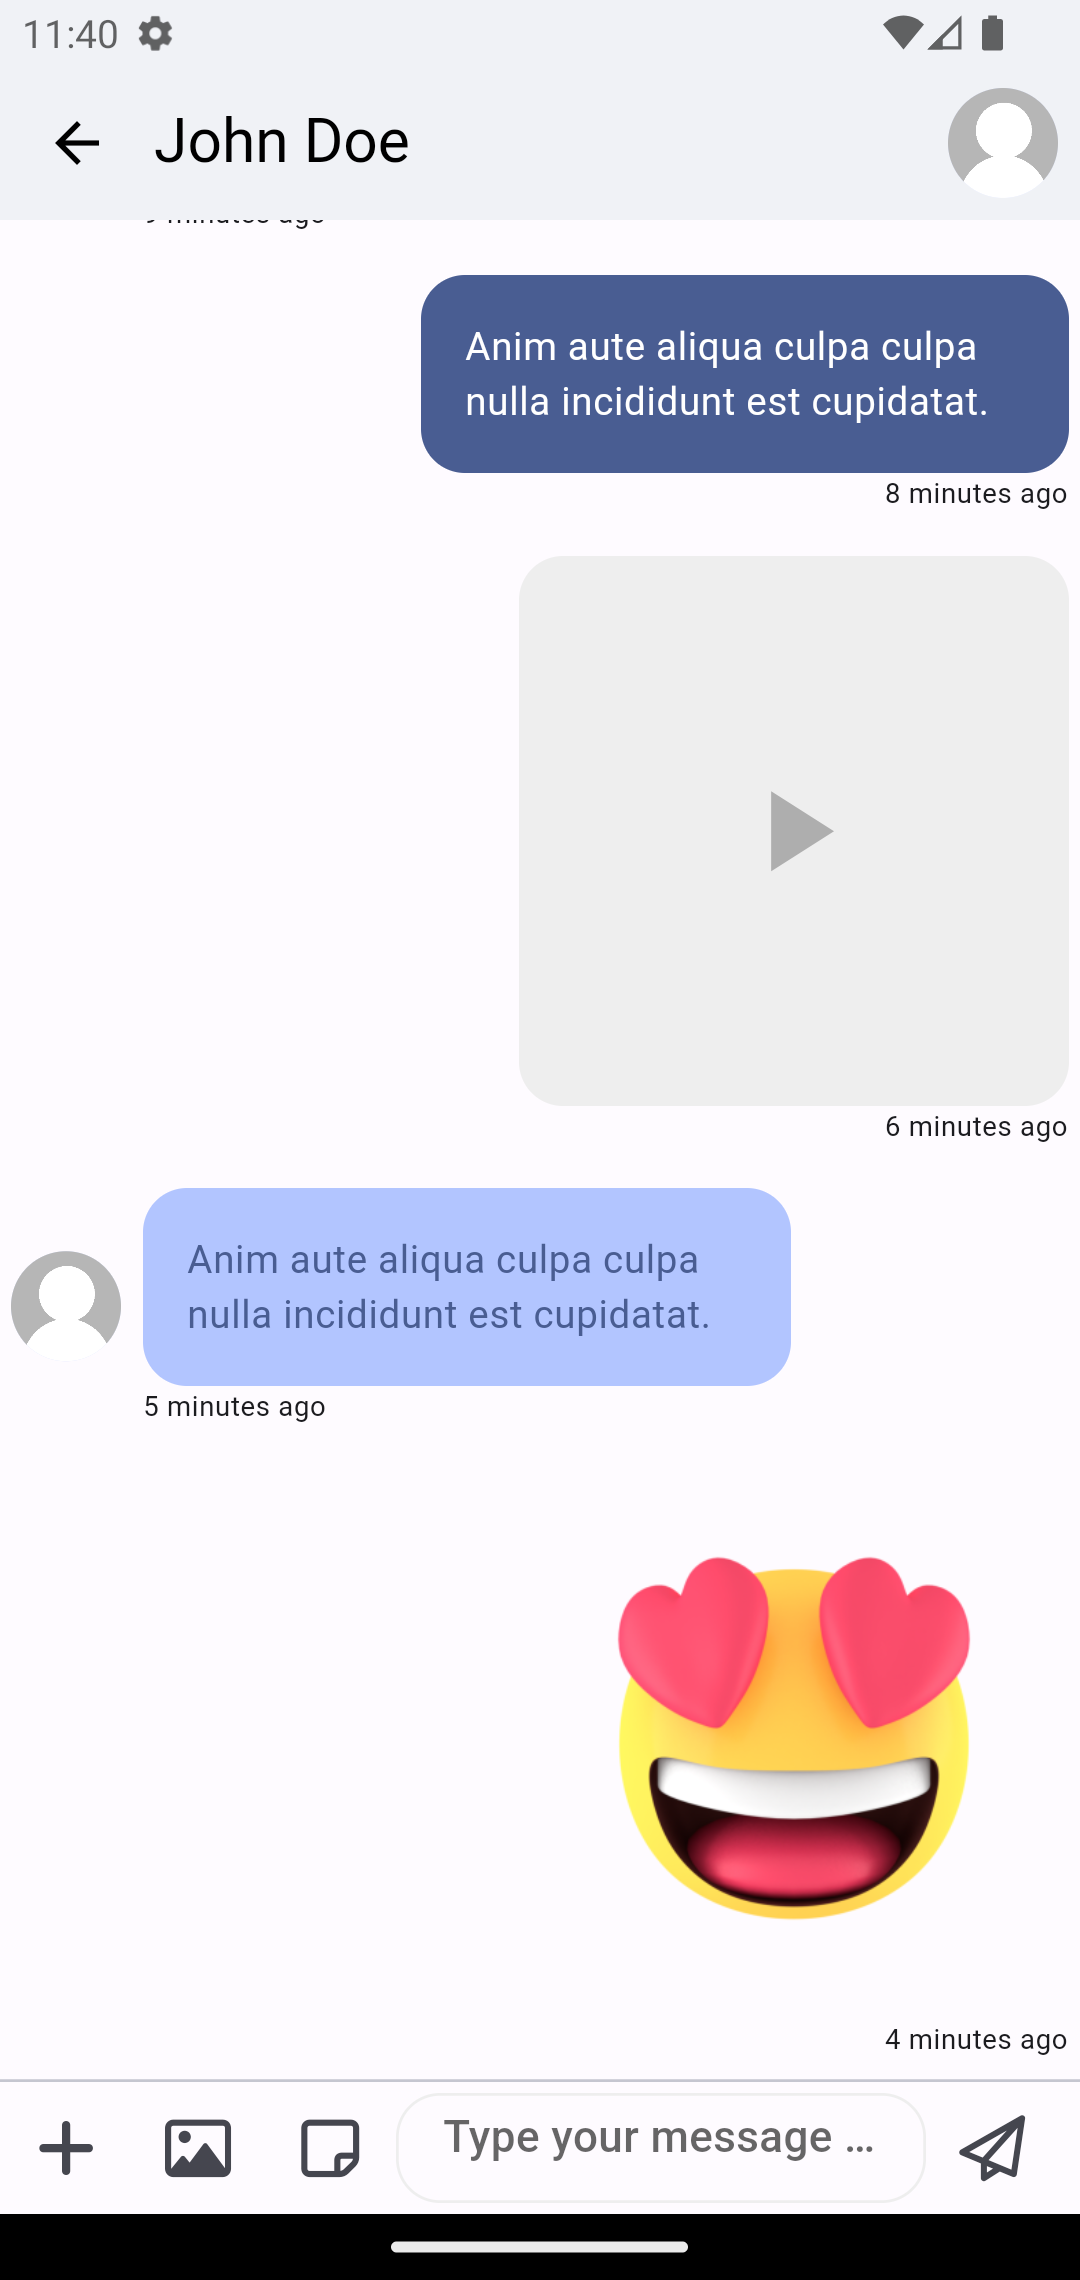 11:40
John Doe
9 minutes ago
Anim aute aliqua culpa culpa
nulla incididunt est cupidatat.
8 minutes ago
6 minutes ago
Anim aute aliqua culpa culpa
nulla incididunt est cupidatat.
5 minutes ago
4 minutes ago
Type your message ...